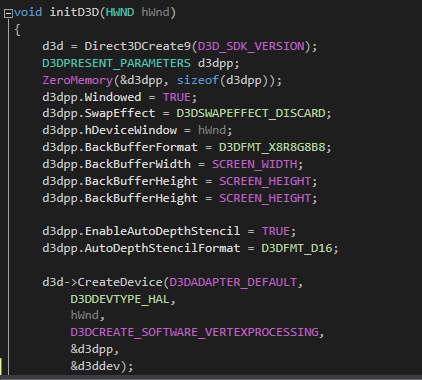 void initD3D(HWND hWnd)
{
d3d = Direct3DCreate9(D3D_SDK_VERSION);
D3DPRESENT_PARAMETERS d3dpp;
ZeroMemory(&d3dpp, sizeof(d3dpp));
d3dpp.Windowed = TRUE;
d3dpp.SwapEffect = D3DSWAPEFFECT_DISCARD;
d3dpp.hDeviceWindow = hWnd;
d3dpp.BackBufferFormat = D3DFMT_X8R8G8B8;
d3dpp.BackBufferWidth = SCREEN_WIDTH;
d3dpp.BackBufferHeight = SCREEN_HEIGHT;
d3dpp.BackBufferHeight = SCREEN_HEIGHT;
d3dpp.EnableAutoDepthStencil = TRUE;
d3dpp.AutoDepthStencilFormat = D3DFMT_D16;
d3d->CreateDevice(D3DADAPTER_DEFAULT,
D3DDEVTYPE_HAL,
hWnd,
D3DCREATE_SOFTWARE_VERTEXPROCESSING,
&d3dpp,
&d3ddev);